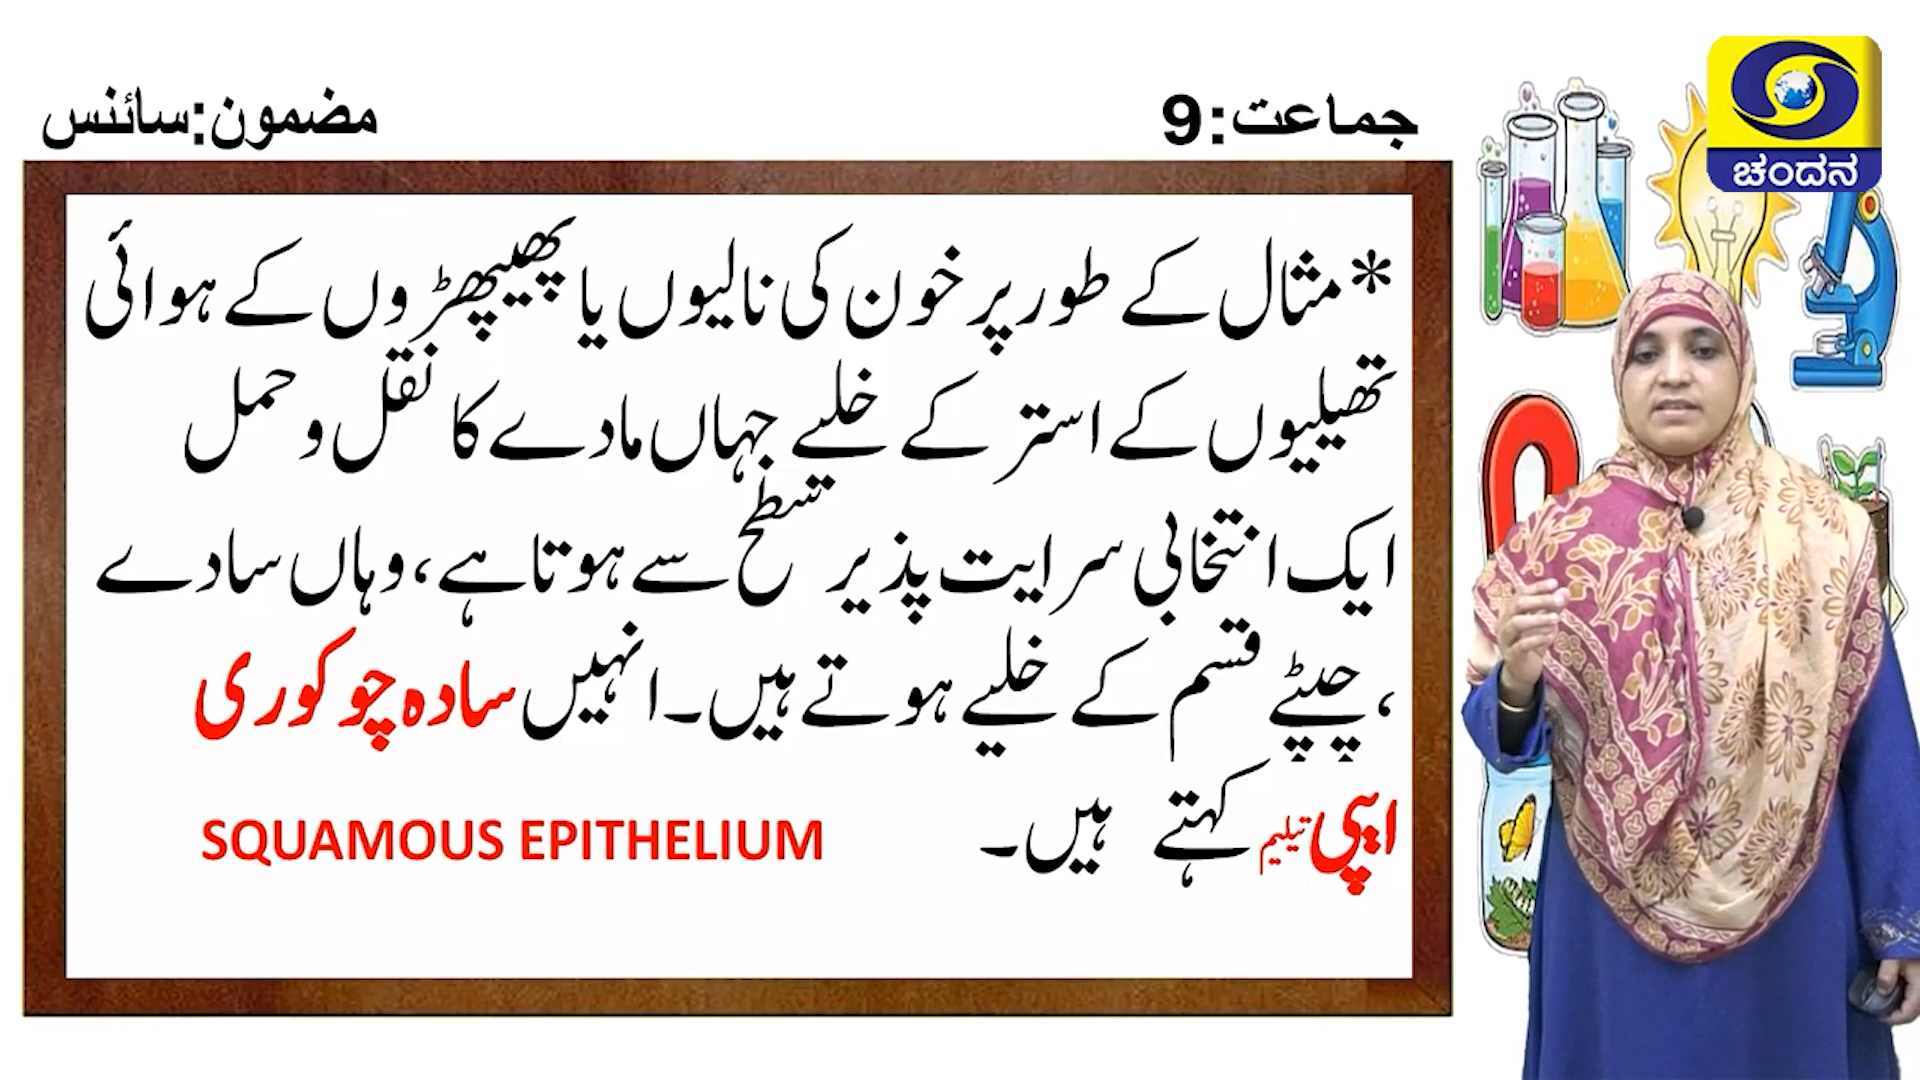 جماعت:9
مضمون:سائنس
ಚಂದನ
*مثال کے طور پر خون کی نالیوں یا پھیپھڑوں کے ہوائی
تھیلیوں کے استر کے خلیے جہاں مادے کا نقل و حمل
ایک انتخابی سرایت پذیر سطح سے ہوتا ہے، وہاں سادے
، چپٹے قسم کے خلیے ہوتے ہیں۔ انہیں سادہ چوکوری
ایپی تیلیم کہتے ہیں۔ SQUAMOUS EPITHELIUM